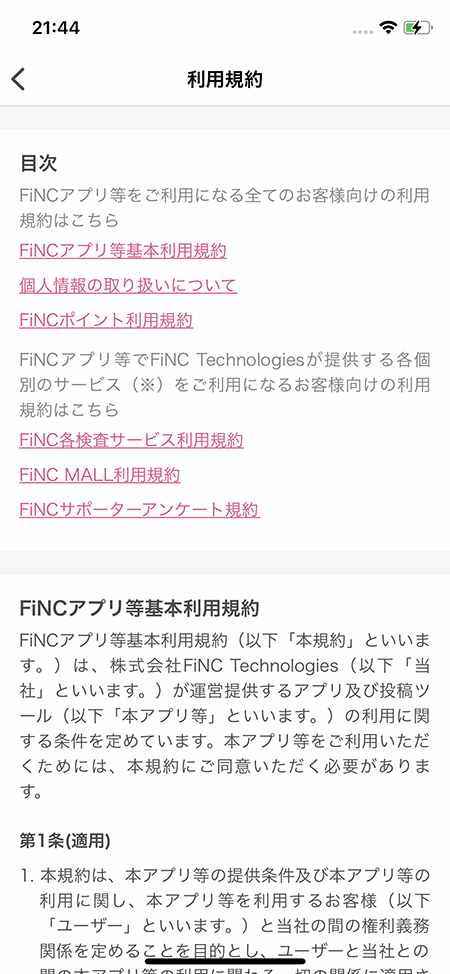 21:44
利用規約
目次
FiNCアプリ等をご利用になる全てのお客様向けの利用
規約はこちら
FiNCアプリ等基本利用規約
個人情報の取り扱いについて
FiNCポイント利用規約
FiNCアプリ等でFiNC Technologiesが提供する各個
別のサービス（※）をご利用になるお客様向けの利用
規約はこちら
FiNC各検査サービス利用規約
FiNC MALL利用規約
FiNCサポーターアンケート規約
FiNCアプリ等基本利用規約
FiNCアプリ等基本利用規約（以下「本規約」といいま
す。）は、株式会社FiNC Technologies（以下「当
社」といいます。）が運営提供するアプリ及び投稿ツ
ール（以下「本アプリ等」といいます。）の利用に関
する条件を定めています。本アプリ等をご利用いただ
くためには、本規約にご同意いただく必要がありま
す。
第1条(適用)
1. 本規約は、本アプリ等の提供条件及び本アプリ等の
利用に関し、本アプリ等を利用するお客様（以下
「ユーザー」といいます。）と当社の間の権利義務
関係を定めることを目的とし、ユーザーと当社との
間の本アプリ等の利用に関わる一切の関係に適用さ